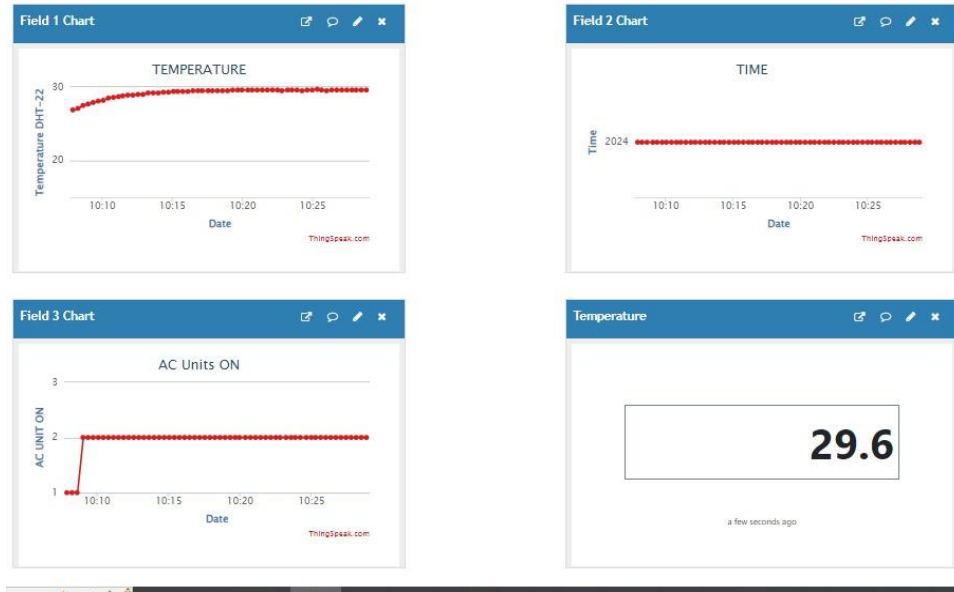 Field 1 Chart
TEMPERATURE
Temperature DHT-22
30
20
10:10 10:15 10:20 10:25
Date
ThingSpeak.com
Field 2 Chart
TIME
Time
2024
10:10 10:15 10:20 10:25
Date
ThingSpeak.com
Field 3 Chart
AC Units ON
AC UNIT ON
3
2
1
10:10 10:15 10:20 10:25
Date
ThingSpeak.com
Temperature
29.6
a few seconds ago